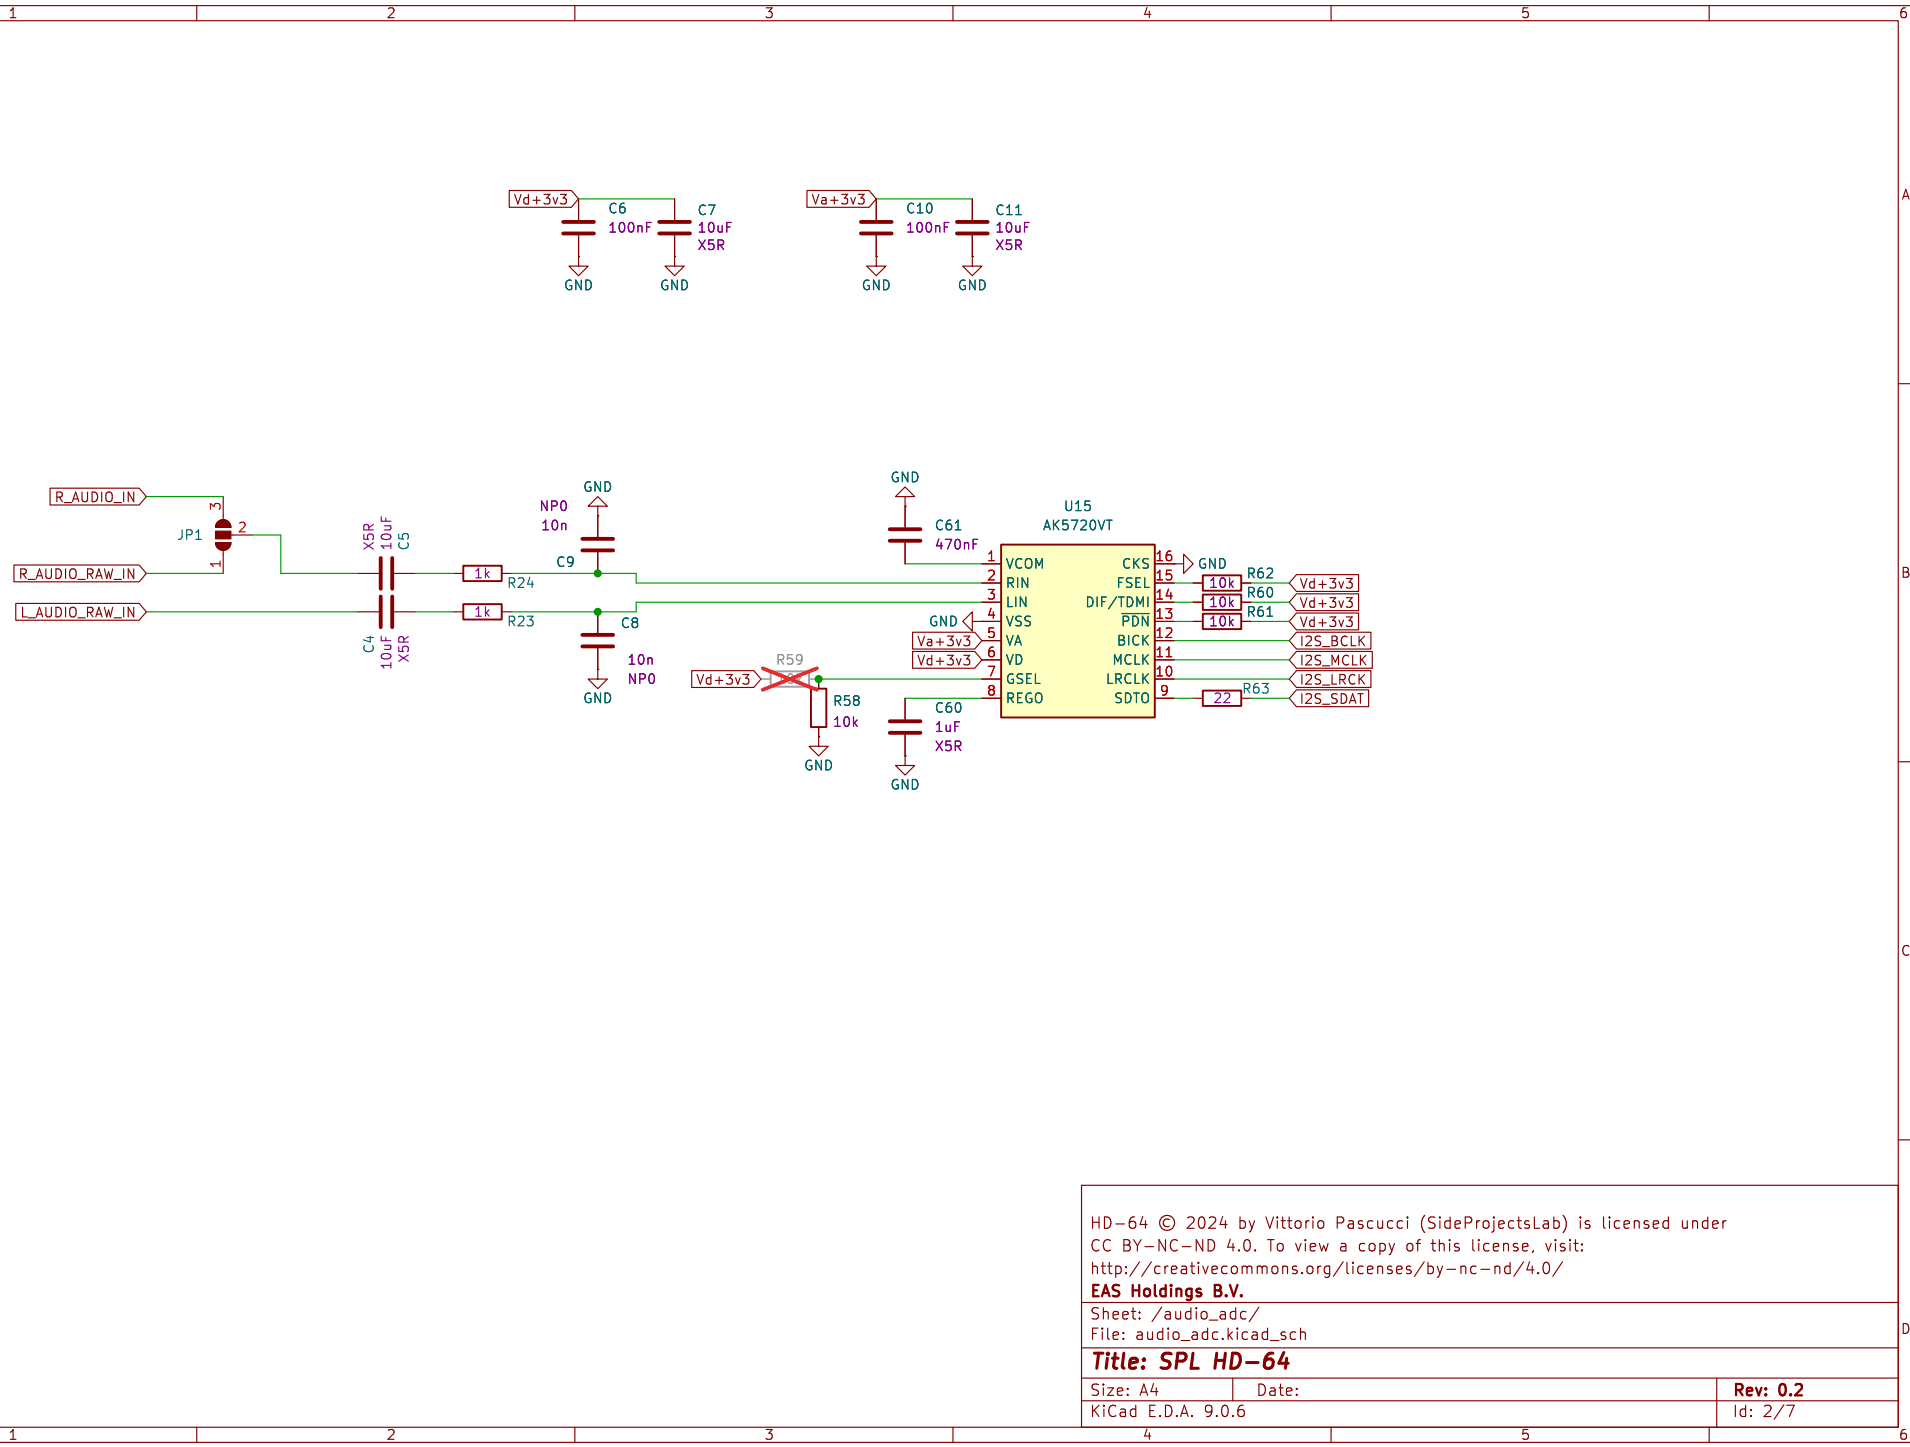 1 2 3 4 5 6
A
B
C
D
Vd+3v3
C6
100nF
GND
C7
10uF
X5R
GND
Va+3v3
C10
100nF
GND
C11
10uF
X5R
GND
R_AUDIO_IN
R_AUDIO_RAW_IN
L_AUDIO_RAW_IN
JP1
3
2
1
X5R
10uF
C5
C4
10uF
X5R
1k
R24
1k
R23
GND
NP0
10n
C9
C8
10n
NP0
GND
Vd+3v3
R59
R58
10k
GND
GND
C61
470nF
C60
1uF
X5R
GND
U15
AK5720VT
1 VCOM
2 RIN
3 LIN
GND 4 VSS
Va+3v3 5 VA
Vd+3v3 6 VD
7 GSEL
8 REGO
CKS 16 GND
FSEL 15 10k R62 Vd+3v3
DIF/TDMI 14 10k R60 Vd+3v3
PDN 13 10k R61 Vd+3v3
BICK 12 I2S_BCLK
MCLK 11 I2S_MCLK
LRCLK 10 I2S_LRCK
SDTO 9 22 R63 I2S_SDAT
HD-64 © 2024 by Vittorio Pascucci (SideProjectsLab) is licensed under
CC BY-NC-ND 4.0. To view a copy of this license, visit:
http://creativecommons.org/licenses/by-nc-nd/4.0/
EAS Holdings B.V.
Sheet: /audio_adc/
File: audio_adc.kicad_sch
Title: SPL HD-64
Size: A4 Date: Rev: 0.2
KiCad E.D.A. 9.0.6 Id: 2/7
1 2 3 4 5 6